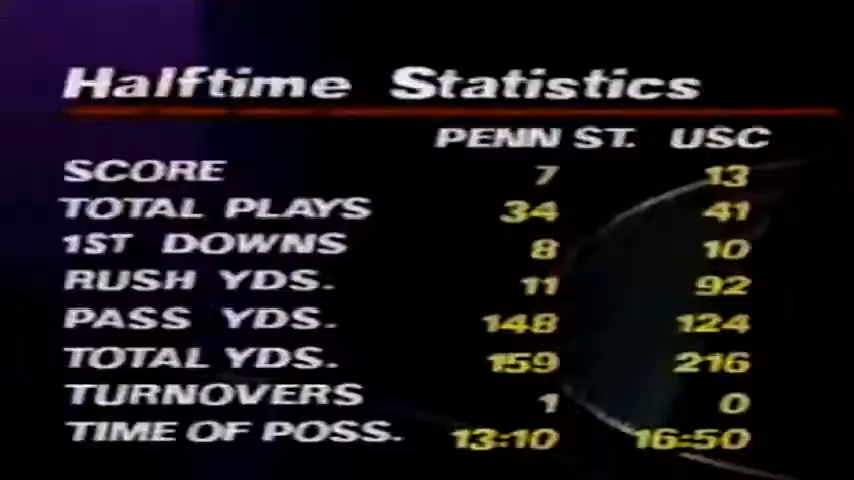 Halftime Statistics
PENN ST. USC
SCORE 7 13
TOTAL PLAYS 34 41
1ST DOWNS 8 10
RUSH YDS. 11 92
PASS YDS. 148 124
TOTAL YDS. 159 216
TURNOVERS 1 0
TIME OF POSS. 13:10 16:50